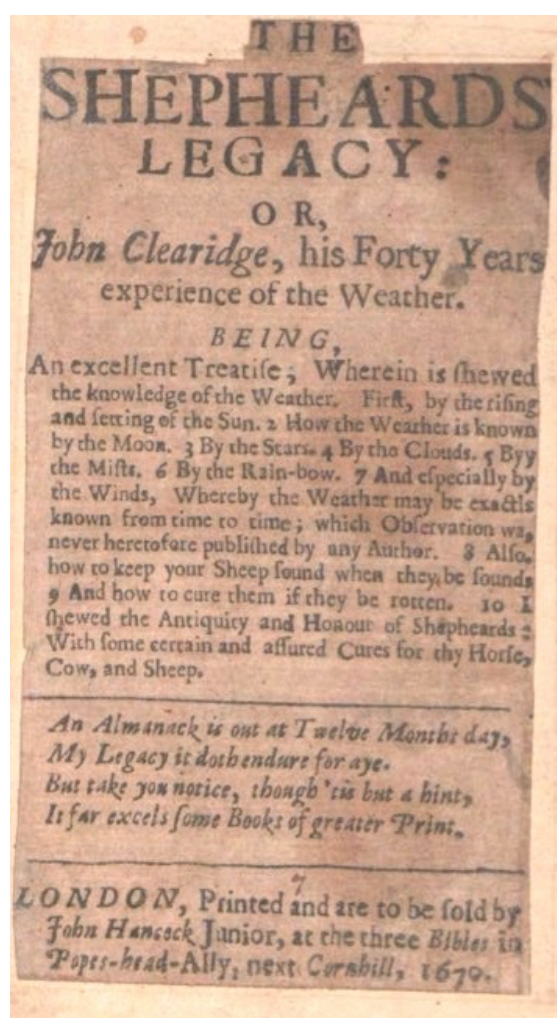 THE
SHEPHEARDS
LEGACY:
OR,
John Clearidge, his Forty Years
experience of the Weather.
BEING,
An excellent Treatiſe; Wherein is ſhewed
the knowledge of the Weather. Firſt, by the riſing
and ſetting of the Sun. 2 How the Weather is known
by the Moon. 3 By the Stars. 4 By the Clouds. 5 Byy
the Miſts. 6 By the Rain-bow. 7 And eſpecially by
the Winds, Whereby the Weather may be exactls
known from time to time; which Obſervation wa,
never heretofore publiſhed by any Author. 8 Also.
how to keep your Sheep ſound when they be ſounds
9 And how to cure them if they be rotten. 10 I
ſhewed the Antiquity and Honour of Shepheards:
With ſome certain and aſſured Cures for thy Horſe,
Cow, and Sheep.
An Almanack is out at Twelve Months day,
My Legacy it doth endure for aye.
But take you notice, though 'tis but a hint,
It far excels ſome Books of greater Print.
7
LONDON, Printed and are to be ſold by
John Hancock Junior, at the three Bibles in
Popes-head-Ally, next Cornhill, 1670.